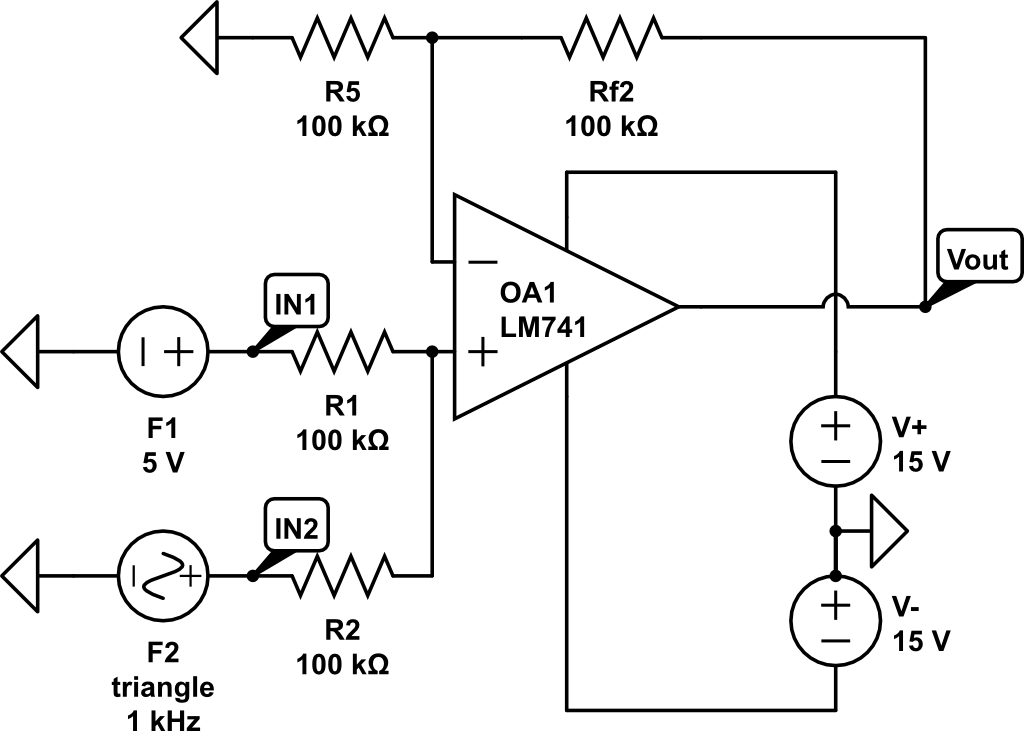 R5
100 kΩ
Rf2
100 kΩ
Vout
OA1
LM741
IN1
F1
5 V
R1
100 kΩ
V+
15 V
IN2
F2
triangle
1 kHz
R2
100 kΩ
V-
15 V